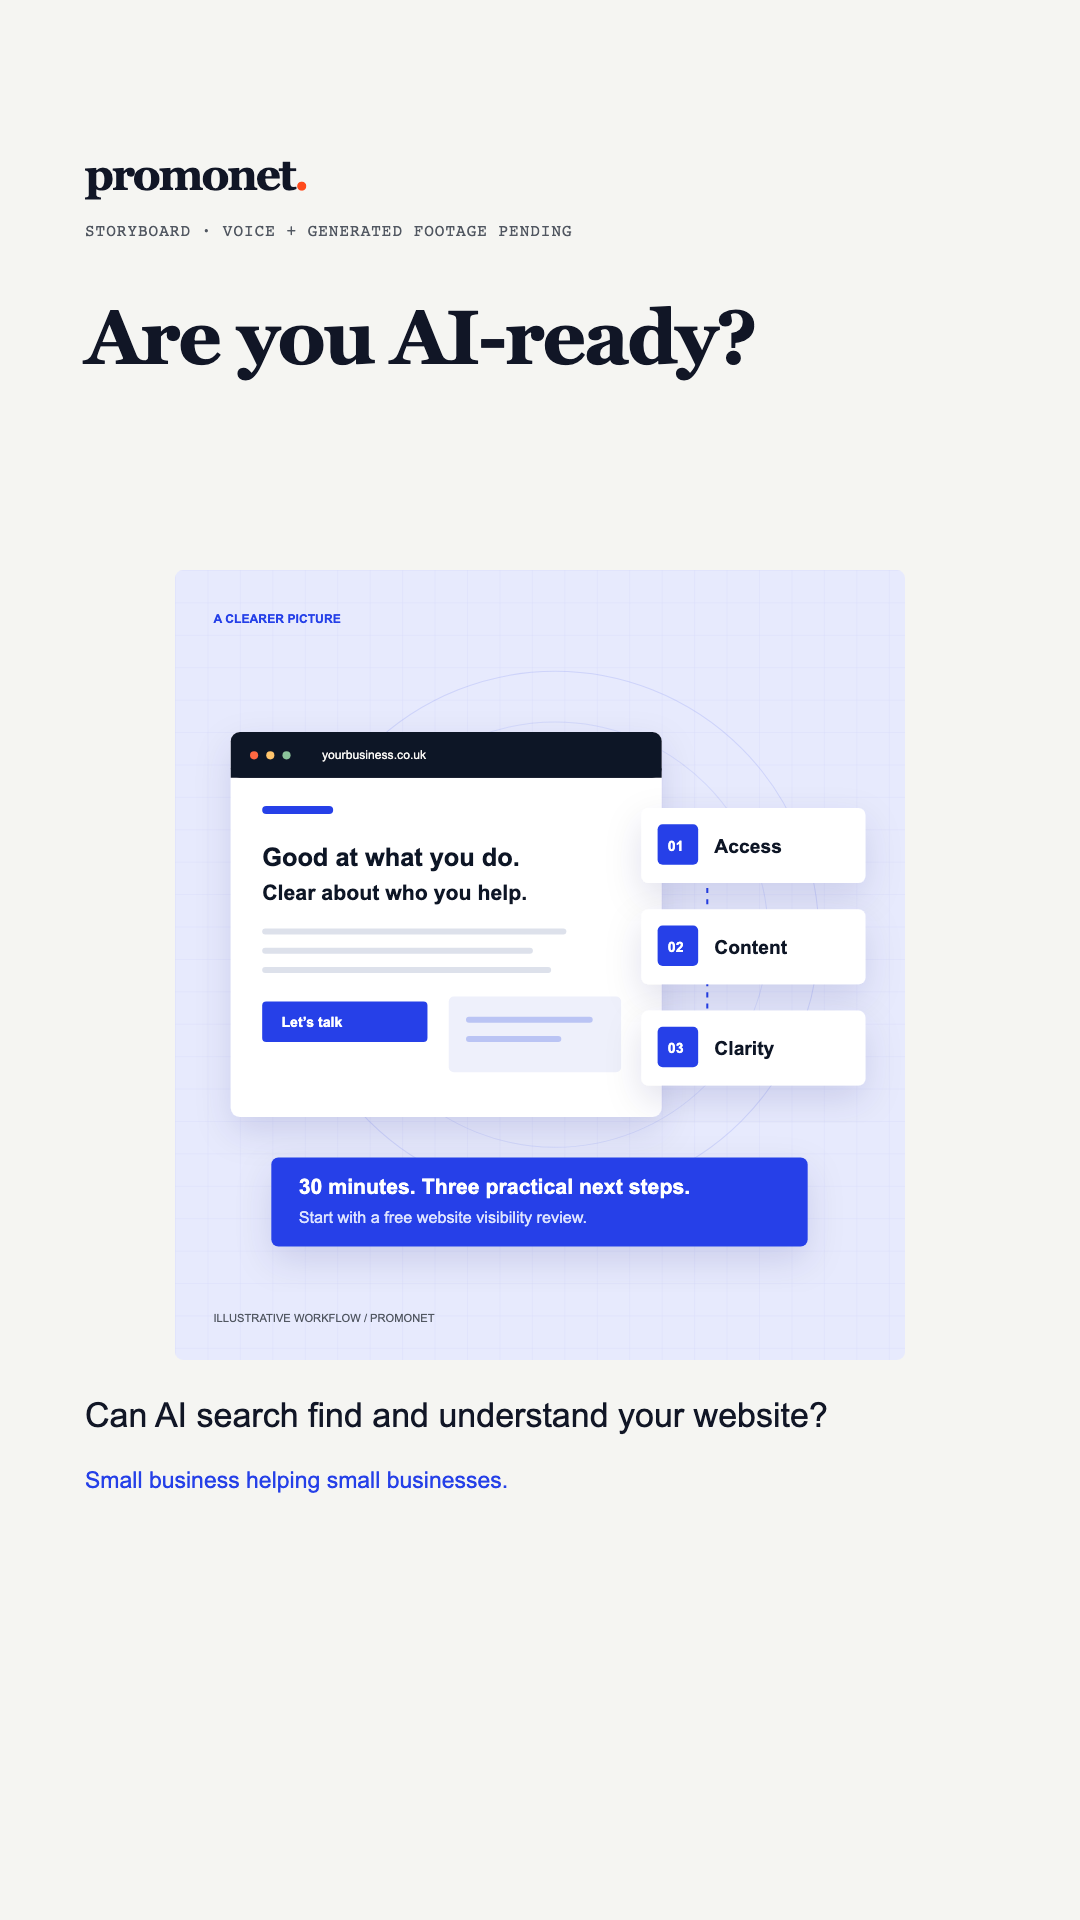 promonet.
STORYBOARD · VOICE + GENERATED FOOTAGE PENDING
Are you AI-ready?
A CLEARER PICTURE
yourbusiness.co.uk
Good at what you do.
Clear about who you help.
Let’s talk
01 Access
02 Content
03 Clarity
30 minutes. Three practical next steps.
Start with a free website visibility review.
ILLUSTRATIVE WORKFLOW / PROMONET
Can AI search find and understand your website?
Small business helping small businesses.